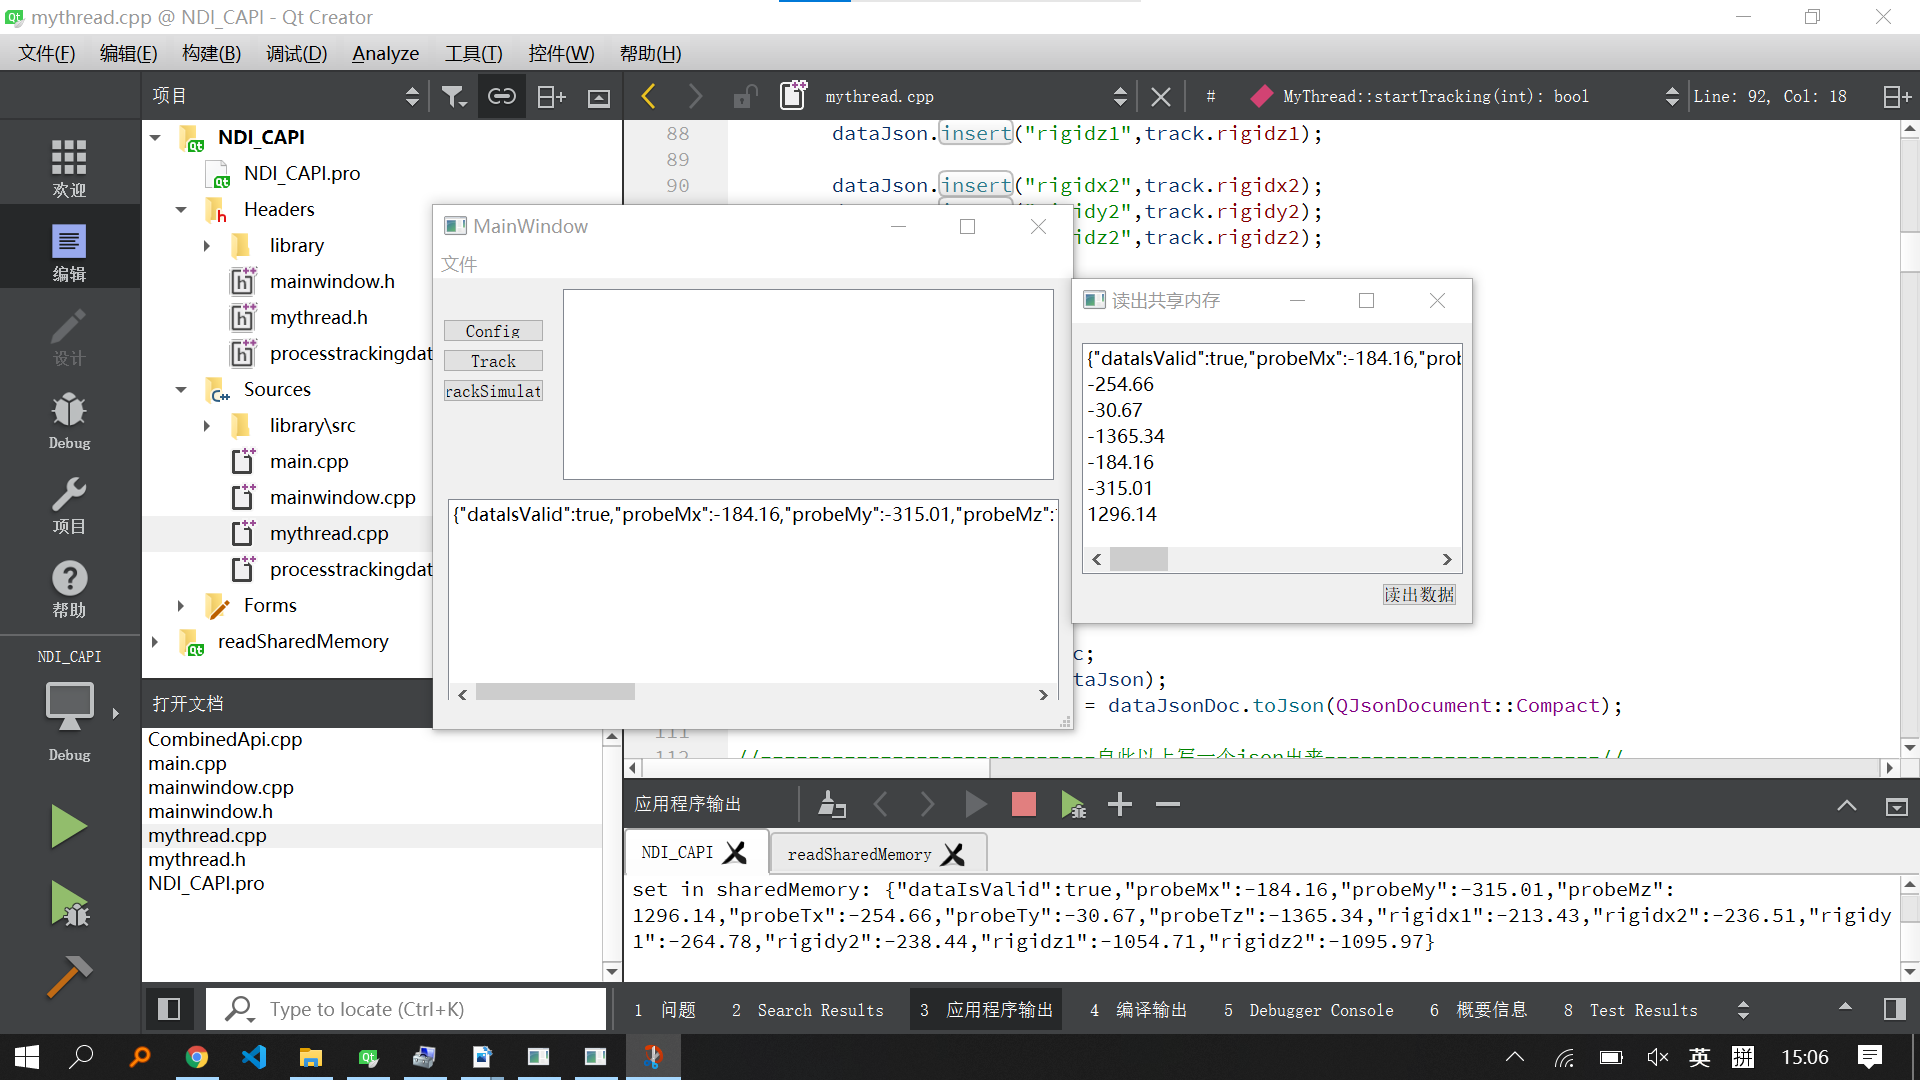 mythread.cpp @ NDI_CAPI - Qt Creator
文件(F) 编辑(E) 构建(B) 调试(D) Analyze 工具(T) 控件(W) 帮助(H)
项目
mythread.cpp
# MyThread::startTracking(int): bool
Line: 92, Col: 18
欢迎
编辑
设计
Debug
项目
帮助
NDI_CAPI
Debug
NDI_CAPI
NDI_CAPI.pro
Headers
library
mainwindow.h
mythread.h
processtrackingdat
Sources
library\src
main.cpp
mainwindow.cpp
mythread.cpp
processtrackingdat
Forms
readSharedMemory
打开文档
CombinedApi.cpp
main.cpp
mainwindow.cpp
mainwindow.h
mythread.cpp
mythread.h
NDI_CAPI.pro
88 dataJson.insert("rigidz1",track.rigidz1);
89
90 dataJson.insert("rigidx2",track.rigidx2);
idy2",track.rigidy2);
idz2",track.rigidz2);
c;
taJson);
= dataJsonDoc.toJson(QJsonDocument::Compact);
111
112 //----------------------------自此以上写一个json出来-----------------------//
MainWindow
文件
Config
Track
rackSimulat
{"dataIsValid":true,"probeMx":-184.16,"probeMy":-315.01,"probeMz":
读出共享内存
{"dataIsValid":true,"probeMx":-184.16,"prob
-254.66
-30.67
-1365.34
-184.16
-315.01
1296.14
读出数据
应用程序输出
NDI_CAPI
readSharedMemory
set in sharedMemory: {"dataIsValid":true,"probeMx":-184.16,"probeMy":-315.01,"probeMz":
1296.14,"probeTx":-254.66,"probeTy":-30.67,"probeTz":-1365.34,"rigidx1":-213.43,"rigidx2":-236.51,"rigidy
1":-264.78,"rigidy2":-238.44,"rigidz1":-1054.71,"rigidz2":-1095.97}
Type to locate (Ctrl+K)
1 问题 2 Search Results 3 应用程序输出 4 编译输出 5 Debugger Console 6 概要信息 8 Test Results
英 拼 15:06